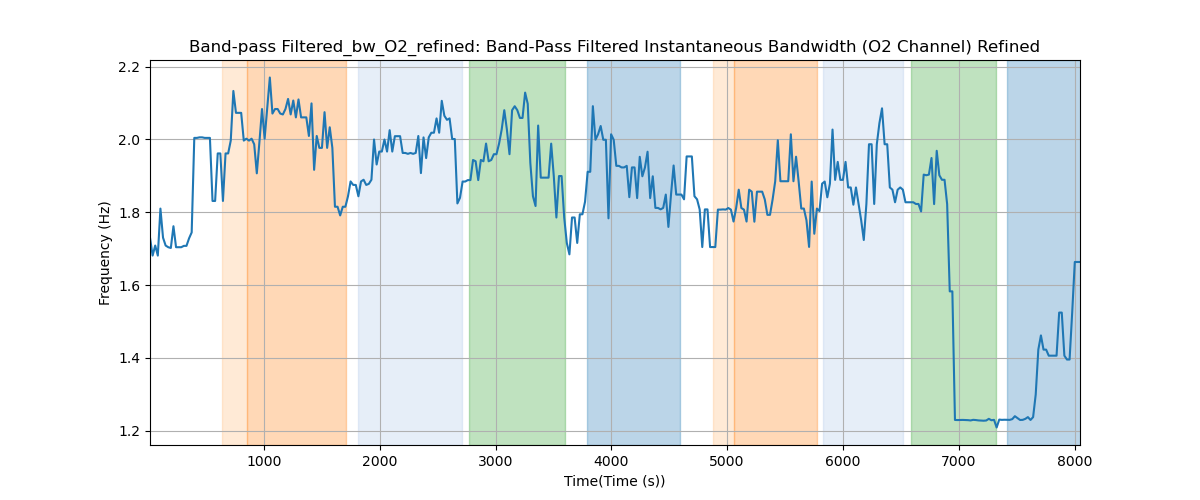 Band-pass Filtered_bw_O2_refined: Band-Pass Filtered Instantaneous Bandwidth (O2 Channel) Refined
2.2
2.0
1.8
1.6
1.4
1.2
Frequency (Hz)
1000 2000 3000 4000 5000 6000 7000 8000
Time(Time (s))